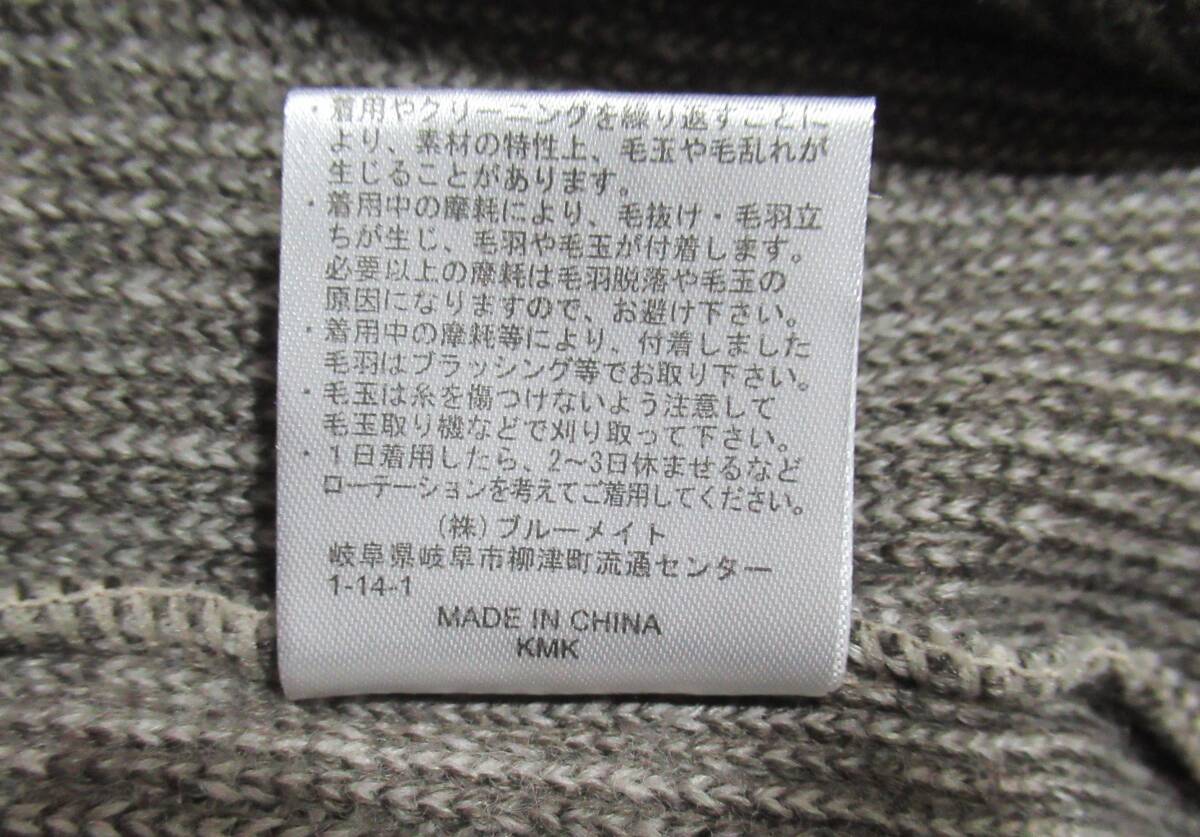 ・着用やクリーニングを繰り返すことに
より、素材の特性上、毛玉や毛乱れが
生じることがあります。
・着用中の摩耗により、毛抜け・毛羽立
ちが生じ、毛羽や毛玉が付着します。
必要以上の摩耗は毛羽脱落や毛玉の
原因になりますので、お避け下さい。
・着用中の摩耗等により、付着しました
毛羽はブラッシング等でお取り下さい。
・毛玉は糸を傷つけないよう注意して
毛玉取り機などで刈り取って下さい。
・1日着用したら、2〜3日休ませるなど
ローテーションを考えてご着用してください。
(株)ブルーメイト
岐阜県岐阜市柳津町流通センター
1-14-1
MADE IN CHINA
KMK